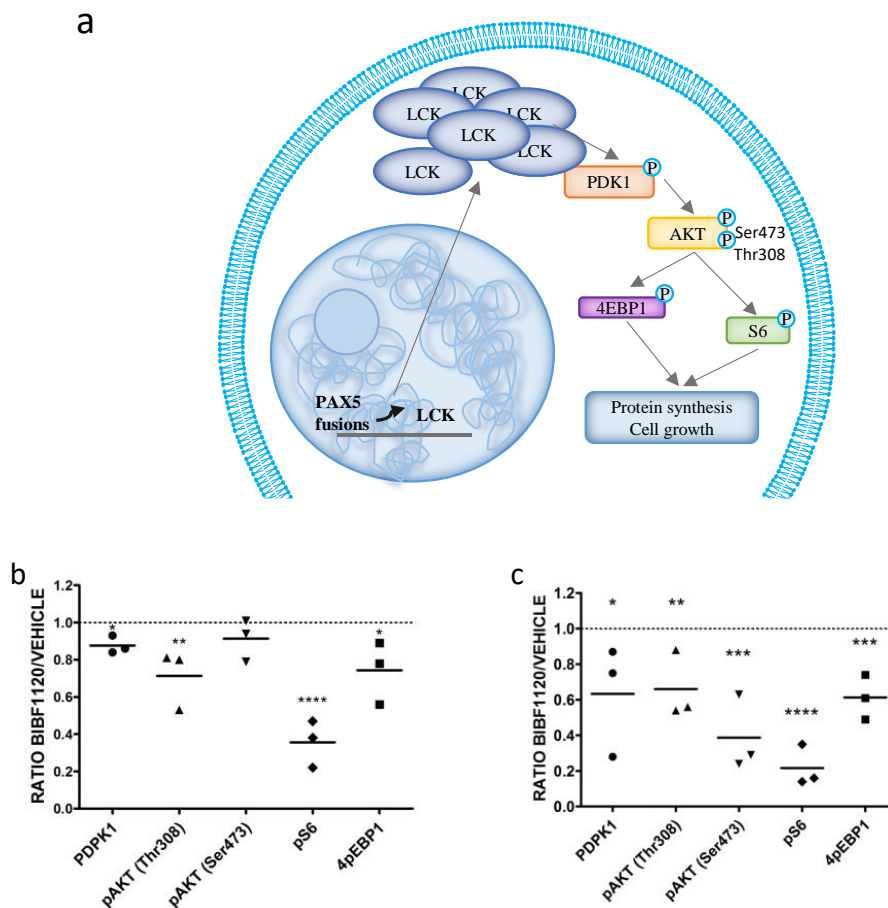 a
LCK
LCK
LCK
LCK
LCK
LCK
P
PDK1
P
AKT
P
Ser473
Thr308
P
4EBP1
P
S6
PAX5
fusions
LCK
Protein synthesis
Cell growth
b
RATIO BIBF1120/VEHICLE
1.2
1.0
0.8
0.6
0.4
0.2
0.0
*
**
****
*
PDPK1
pAKT (Thr308)
pAKT (Ser473)
pS6
4pEBP1
c
RATIO BIBF1120/VEHICLE
1.2
1.0
0.8
0.6
0.4
0.2
0.0
*
**
***
****
***
PDPK1
pAKT (Thr308)
pAKT (Ser473)
pS6
4pEBP1